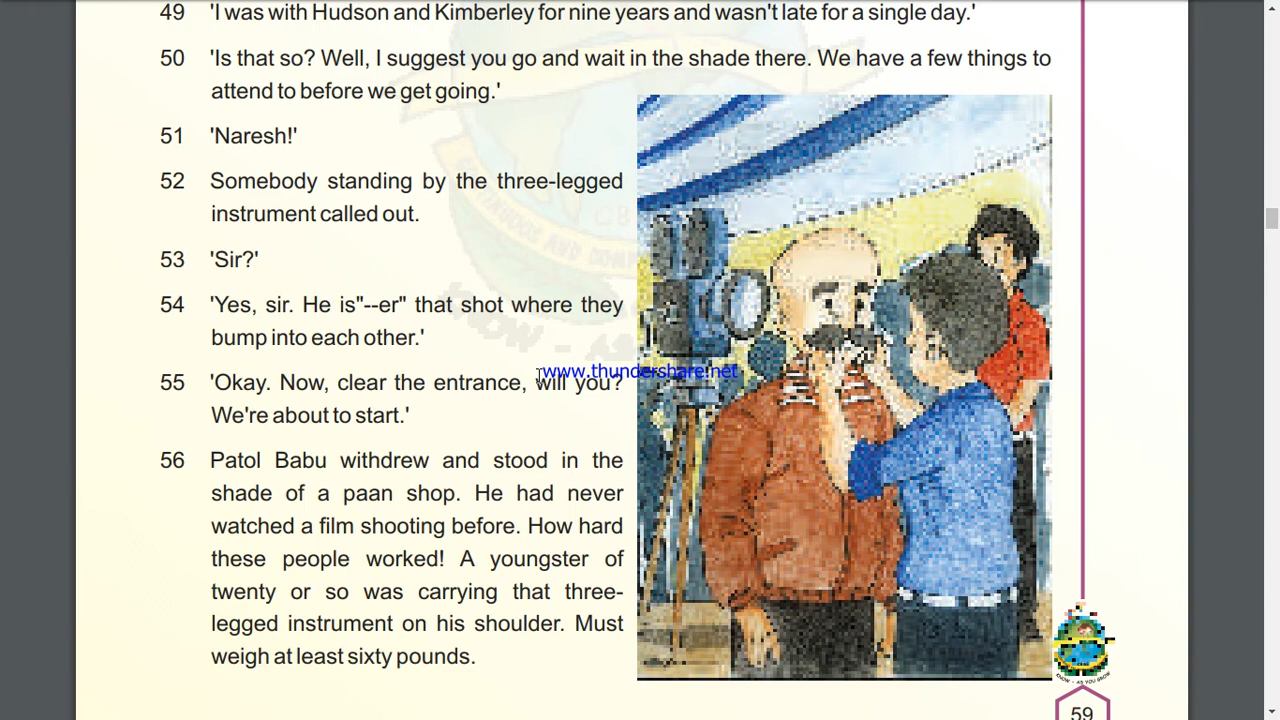 49 'I was with Hudson and Kimberley for nine years and wasn't late for a single day.'
50 'Is that so? Well, I suggest you go and wait in the shade there. We have a few things to
attend to before we get going.'
51 'Naresh!'
52 Somebody standing by the three-legged
instrument called out.
53 'Sir?'
54 'Yes, sir. He is"--er" that shot where they
bump into each other.'
55 'Okay. Now, clear the entrance, will you?
www.thundershare.net
We're about to start.'
56 Patol Babu withdrew and stood in the
shade of a paan shop. He had never
watched a film shooting before. How hard
these people worked! A youngster of
twenty or so was carrying that three-
legged instrument on his shoulder. Must
weigh at least sixty pounds.
59